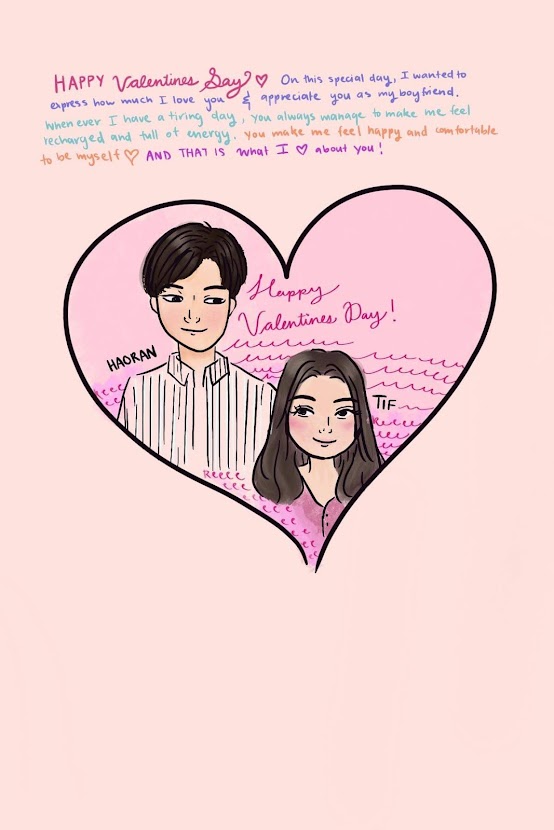 HAPPY Valentines Day ♡ On this special day, I wanted to
express how much I love you & appreciate you as my boyfriend.
Whenever I have a tiring day, you always manage to make me feel
recharged and full of energy. You make me feel happy and comfortable
to be myself ♡ AND THAT IS what I ♡ about you!
Happy
Valentines Day!
HAORAN
TIF